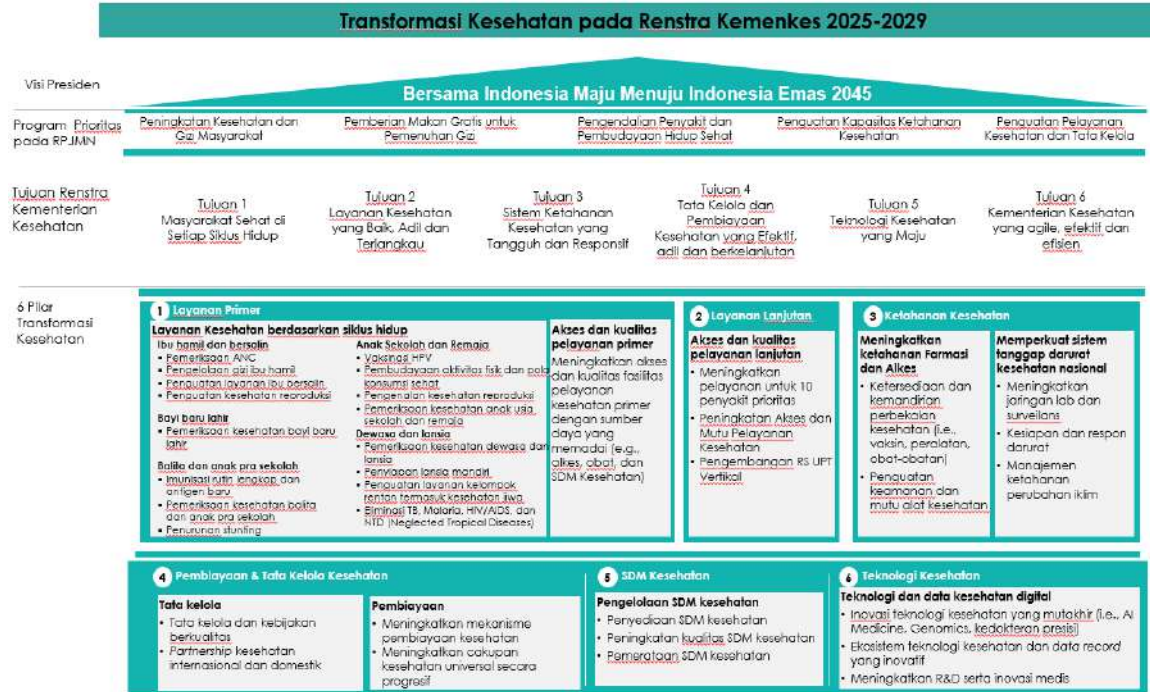 Transformasi Kesehatan pada Renstra Kemenkes 2025-2029
Visi Presiden
Bersama Indonesia Maju Menuju Indonesia Emas 2045
Program Prioritas
pada RPJMN
Peningkatan Kesehatan dan
Gizi Masyarakat
Pemberian Makan Gratis untuk
Pemenuhan Gizi
Pengendalian Penyakit dan
Pembudayaan Hidup Sehat
Penguatan Kapasitas Ketahanan
Kesehatan
Penguatan Pelayanan
Kesehatan dan Tata Kelola
Tujuan Renstra
Kementerian
Kesehatan
Tujuan 1
Masyarakat Sehat di
Setiap Siklus Hidup
Tujuan 2
Layanan Kesehatan
yang Baik, Adil dan
Terjangkau
Tujuan 3
Sistem Ketahanan
Kesehatan yang
Tangguh dan Responsif
Tujuan 4
Tata Kelola dan
Pembiayaan
Kesehatan yang Efektif,
adil dan berkelanjutan
Tujuan 5
Teknologi Kesehatan
yang Maju
Tujuan 6
Kementerian Kesehatan
yang agile, efektif dan
efisien
6 Pilar
Transformasi
Kesehatan
1 Layanan Primer
Layanan Kesehatan berdasarkan siklus hidup
Ibu hamil dan bersalin
• Pemeriksaan ANC
• Pengelolaan gizi ibu hamil
• Penguatan layanan ibu bersalin
• Penguatan kesehatan reproduksi
Bayi baru lahir
• Pemeriksaan kesehatan bayi baru
lahir
Balita dan anak pra sekolah
• Imunisasi rutin lengkap dan
antigen baru
• Pemeriksaan kesehatan balita
dan anak pra sekolah
• Penurunan stunting
Anak Sekolah dan Remaja
• Vaksinasi HPV
• Pembudayaan aktivitas fisik dan pola
konsumsi sehat
• Pengenalan kesehatan reproduksi
• Pemeriksaan kesehatan anak usia
sekolah dan remaja
Dewasa dan lansia
• Pemeriksaan kesehatan dewasa dan
lansia
• Penyiapan lansia mandiri
• Penguatan layanan kelompok
rentan termasuk kesehatan jiwa
• Eliminasi TB, Malaria, HIV/AIDS, dan
NTD (Neglected Tropical Diseases)
Akses dan kualitas
pelayanan primer
Meningkatkan akses
dan kualitas fasilitas
pelayanan
kesehatan primer
dengan sumber
daya yang
memadai (e.g.,
alkes, obat, dan
SDM Kesehatan)
2 Layanan Lanjutan
Akses dan kualitas
pelayanan lanjutan
• Meningkatkan
pelayanan untuk 10
penyakit prioritas
• Peningkatan Akses dan
Mutu Pelayanan
Kesehatan
• Pengembangan RS UPT
Vertikal
3 Ketahanan Kesehatan
Meningkatkan
ketahanan Farmasi
dan Alkes
• Ketersediaan dan
kemandirian
perbekalan
kesehatan (i.e.,
vaksin, peralatan,
obat-obatan)
• Penguatan
keamanan dan
mutu alat kesehatan
Memperkuat sistem
tanggap darurat
kesehatan nasional
• Meningkatkan
jaringan lab dan
surveilans
• Kesiapan dan respon
darurat
• Manajemen
ketahanan
perubahan iklim
4 Pembiayaan & Tata Kelola Kesehatan
Tata kelola
• Tata kelola dan kebijakan
berkualitas
• Partnership kesehatan
internasional dan domestik
Pembiayaan
• Meningkatkan mekanisme
pembiayaan kesehatan
• Meningkatkan cakupan
kesehatan universal secara
progresif
5 SDM Kesehatan
Pengelolaan SDM kesehatan
• Penyediaan SDM kesehatan
• Peningkatan kualitas SDM kesehatan
• Pemerataan SDM kesehatan
6 Teknologi Kesehatan
Teknologi dan data kesehatan digital
• Inovasi teknologi kesehatan yang mutakhir (i.e., AI
Medicine, Genomics, kedokteran presisi)
• Ekosistem teknologi kesehatan dan data record
yang inovatif
• Meningkatkan R&D serta inovasi medis